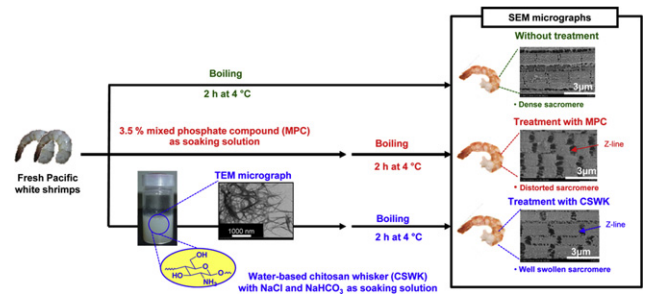 SEM micrographs
Without treatment
3µm
• Dense sacromere
Boiling
2 h at 4 °C
3.5 % mixed phosphate compound (MPC)
as soaking solution
Boiling
2 h at 4 °C
Treatment with MPC
Z-line
3µm
• Distorted sarcomere
Fresh Pacific
white shrimps
TEM micrograph
1000 nm
Boiling
2 h at 4 °C
Treatment with CSWK
Z-line
3µm
• Well swollen sarcomere
OH
O
HO
NH₂
O
Water-based chitosan whisker (CSWK)
with NaCl and NaHCO₃ as soaking solution